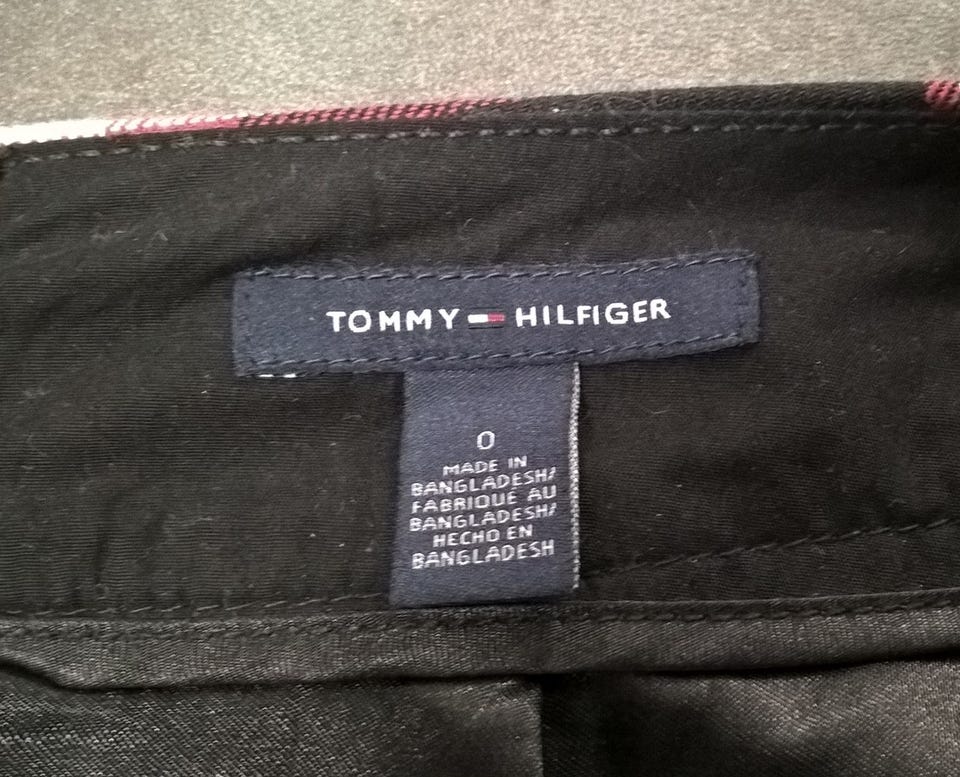 TOMMY HILFIGER
0
MADE IN
BANGLADESH/
FABRIQUÉ AU
BANGLADESH/
HECHO EN
BANGLADESH